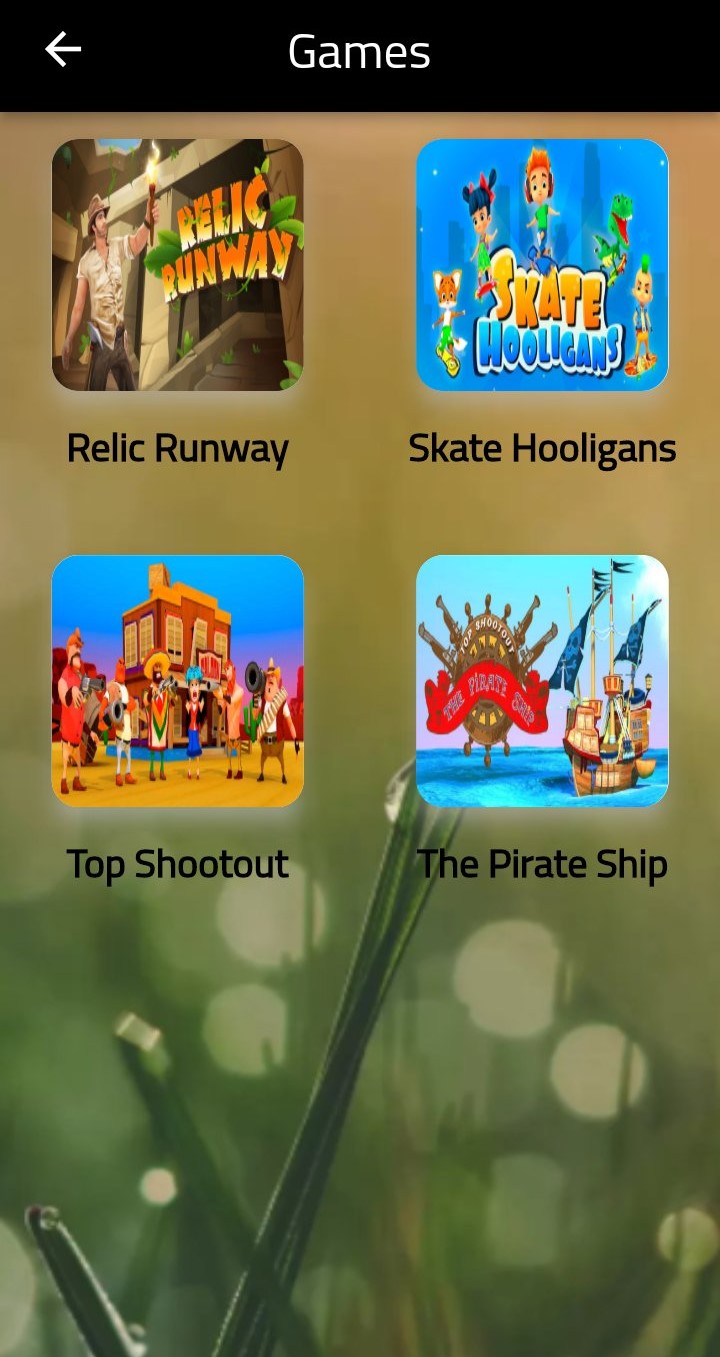 Games
RELIC
RUNWAY
SKATE
HOOLIGANS
Relic Runway
Skate Hooligans
TOP SHOOTOUT
THE PIRATE SHIP
Top Shootout
The Pirate Ship